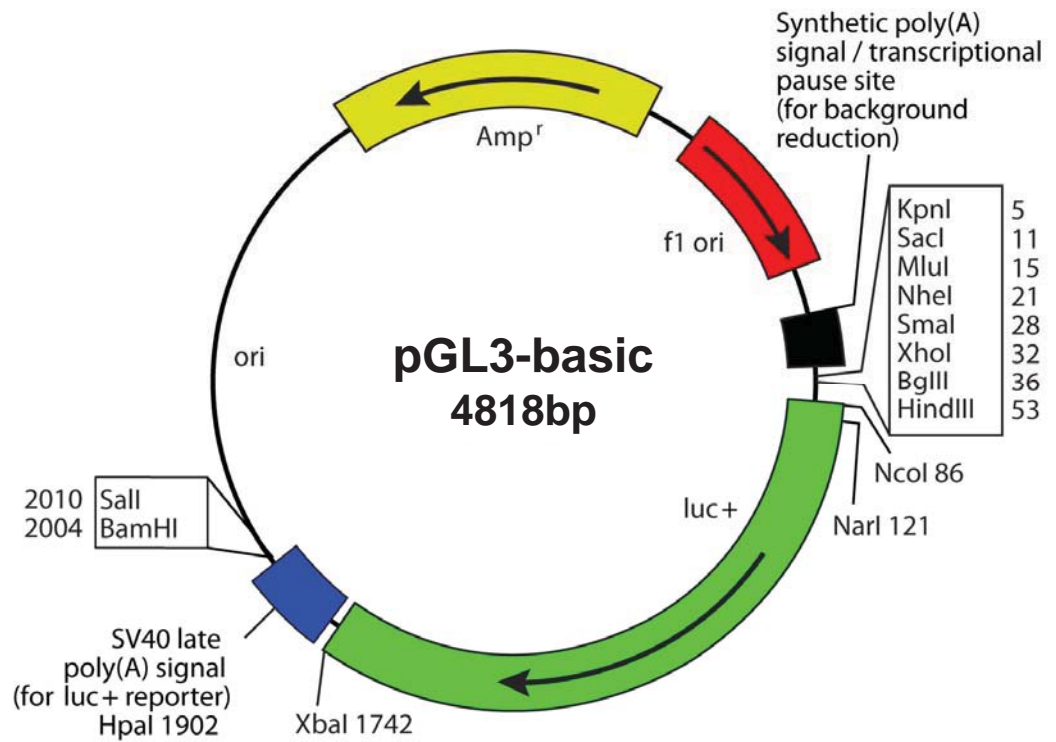 Synthetic poly(A)
signal / transcriptional
pause site
(for background
reduction)
Amp^r
f1 ori
KpnI 5
SacI 11
MluI 15
NheI 21
SmaI 28
XhoI 32
BglII 36
HindIII 53
ori
pGL3-basic
4818bp
NcoI 86
luc+
NarI 121
2010 SalI
2004 BamHI
SV40 late
poly(A) signal
(for luc+ reporter)
HpaI 1902
XbaI 1742